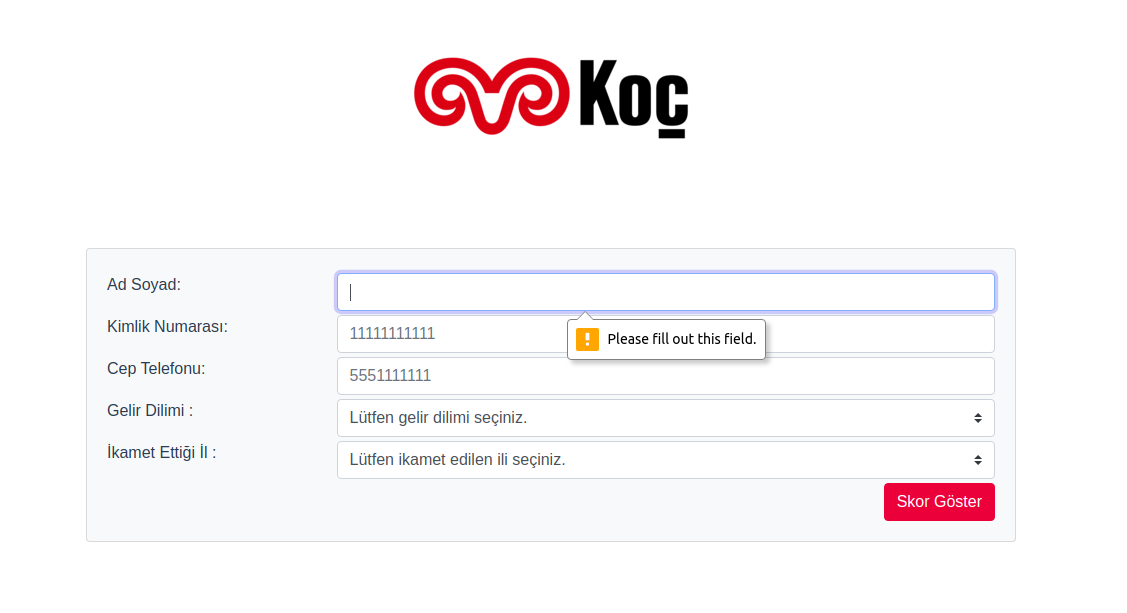 Koç
Ad Soyad:
Kimlik Numarası:
11111111111
Please fill out this field.
Cep Telefonu:
5551111111
Gelir Dilimi :
Lütfen gelir dilimi seçiniz.
İkamet Ettiği İl :
Lütfen ikamet edilen ili seçiniz.
Skor Göster